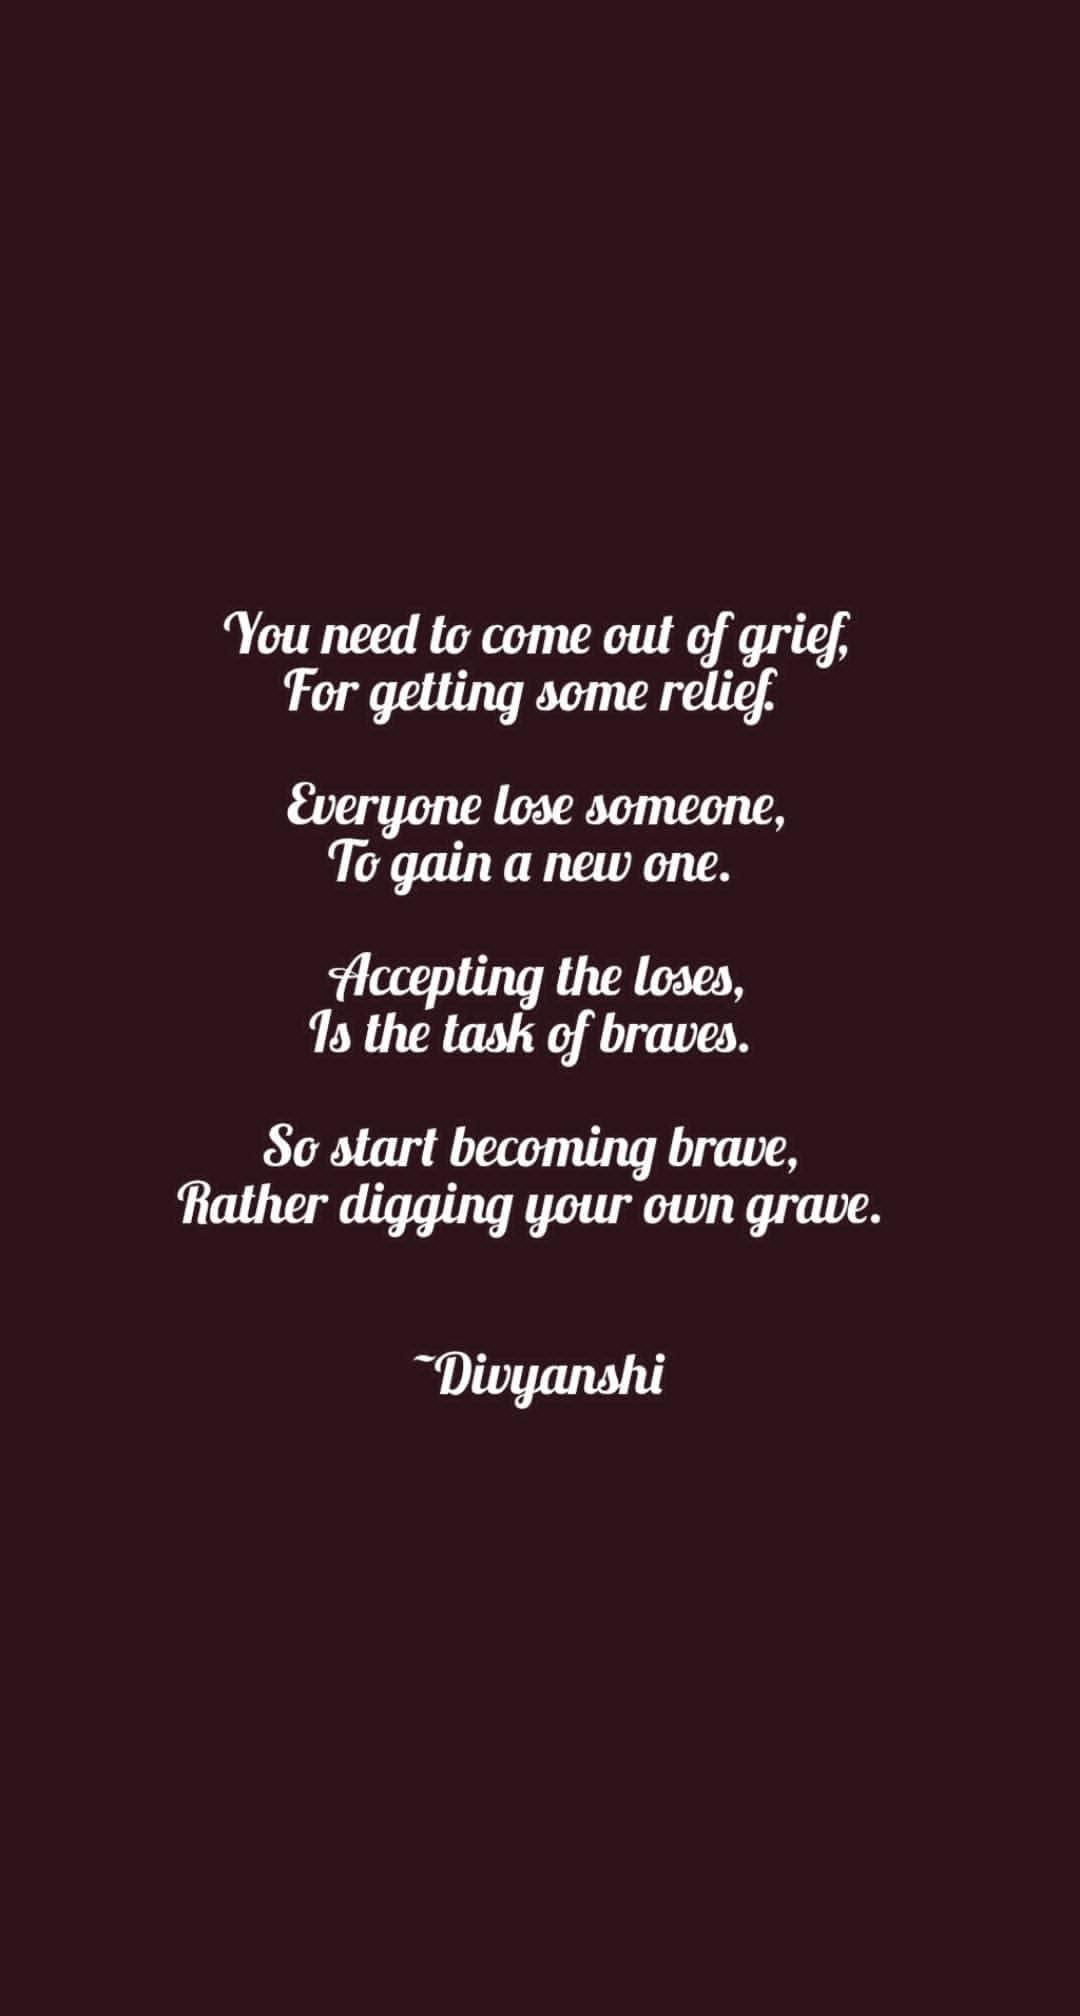 You need to come out of grief,
For getting some relief.
Everyone lose someone,
To gain a new one.
Accepting the loses,
Is the task of braves.
So start becoming brave,
Rather digging your own grave.
~Divyanshi